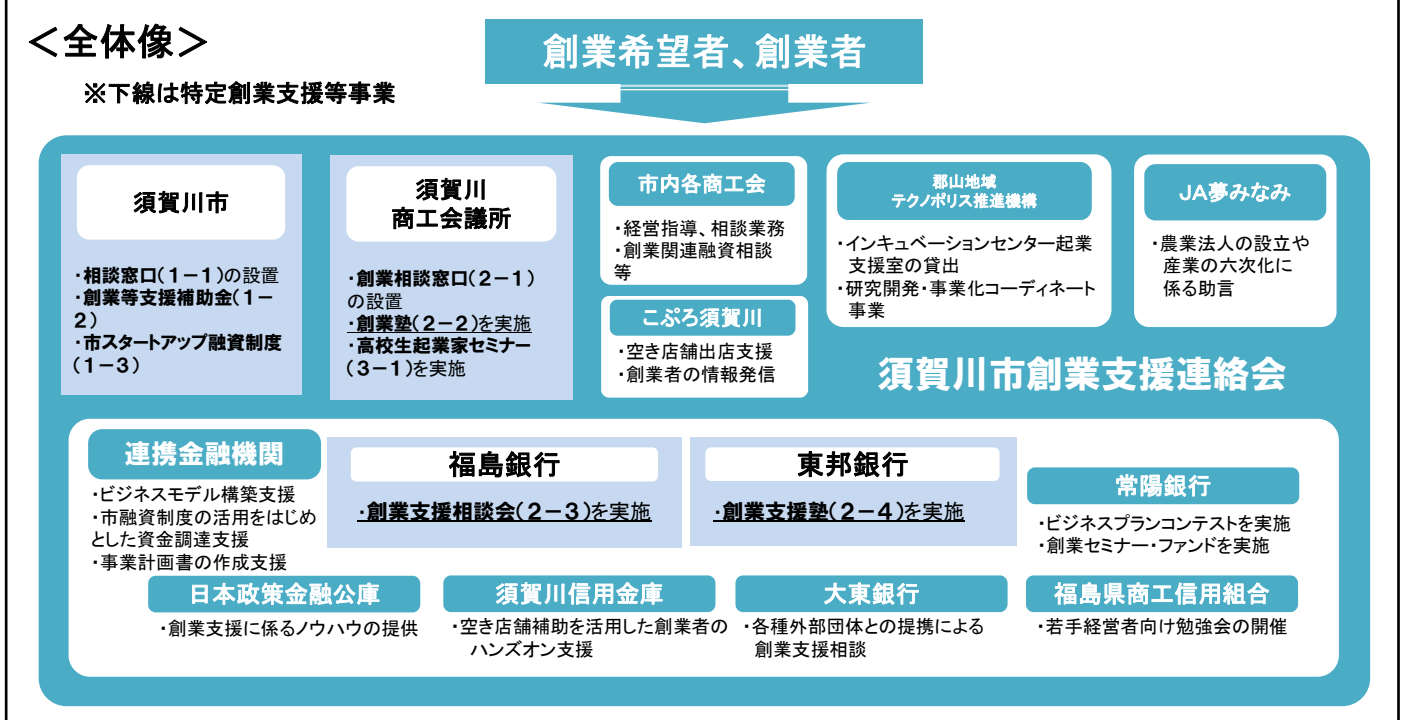 ＜全体像＞
※下線は特定創業支援等事業
創業希望者、創業者
須賀川市
・相談窓口(１－１)の設置
・創業等支援補助金(１－
２)
・市スタートアップ融資制度
(１－３)
須賀川
商工会議所
・創業相談窓口(２－１)
の設置
・創業塾(２－２)を実施
・高校生起業家セミナー
(３－１)を実施
市内各商工会
・経営指導、相談業務
・創業関連融資相談
等
こぷろ須賀川
・空き店舗出店支援
・創業者の情報発信
郡山地域
テクノポリス推進機構
・インキュベーションセンター起業
支援室の貸出
・研究開発・事業化コーディネート
事業
JA夢みなみ
・農業法人の設立や
産業の六次化に
係る助言
須賀川市創業支援連絡会
連携金融機関
・ビジネスモデル構築支援
・市融資制度の活用をはじめ
とした資金調達支援
・事業計画書の作成支援
福島銀行
・創業支援相談会(２－３)を実施
東邦銀行
・創業支援塾(２－４)を実施
常陽銀行
・ビジネスプランコンテストを実施
・創業セミナー・ファンドを実施
日本政策金融公庫
・創業支援に係るノウハウの提供
須賀川信用金庫
・空き店舗補助を活用した創業者の
ハンズオン支援
大東銀行
・各種外部団体との提携による
創業支援相談
福島県商工信用組合
・若手経営者向け勉強会の開催